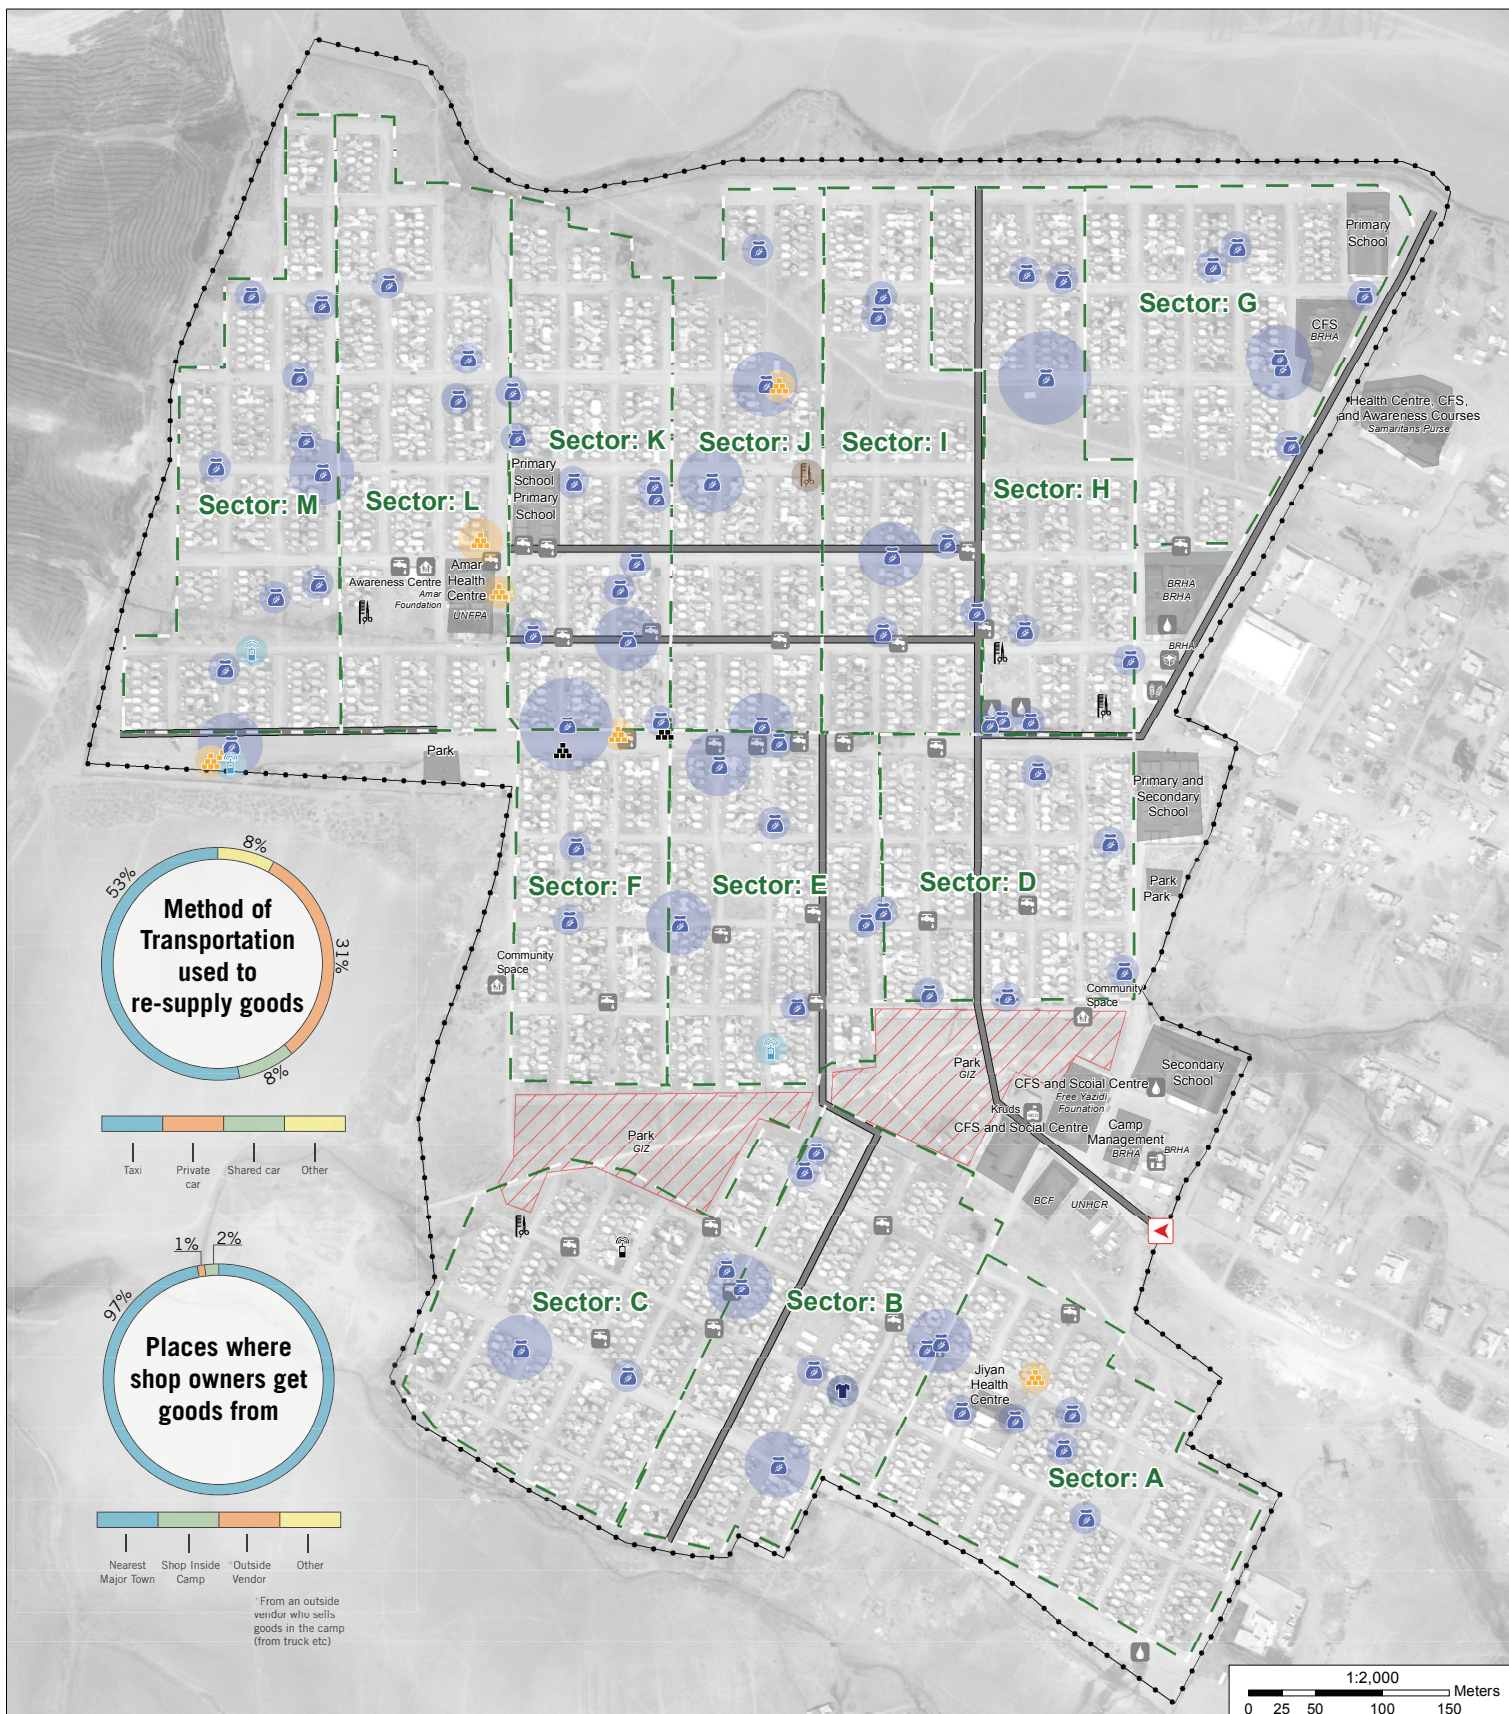 Primary
School
Sector: G
CFS
BRHA
Health Centre, CFS,
and Awareness Courses
Samaritans Purse
Sector: K
Sector: J
Sector: I
Primary
School
Primary
School
Sector: H
Sector: M
Sector: L
Awareness Centre
Amar
Foundation
Amar
Health
Centre
UNFPA
BRHA
BRHA
BRHA
Park
Primary and
Secondary
School
Park
Park
Sector: F
Sector: E
Sector: D
Community
Space
Community
Space
53%
8%
31%
8%
Method of
Transportation
used to
re-supply goods
Taxi
Private
car
Shared car
Other
Park
GIZ
Secondary
School
CFS and Scoial Centre
Free Yazidi
Founation
Kruds
CFS and Social Centre
Camp
Management
BRHA
BRHA
Park
GIZ
BCF
UNHCR
1%
2%
97%
Places where
shop owners get
goods from
Nearest
Major Town
Shop Inside
Camp
*Outside
Vendor
Other
*From an outside
vendor who sells
goods in the camp
(from truck etc)
Sector: C
Sector: B
Jiyan
Health
Centre
Sector: A
1:2,000
Meters
0 25 50 100 150